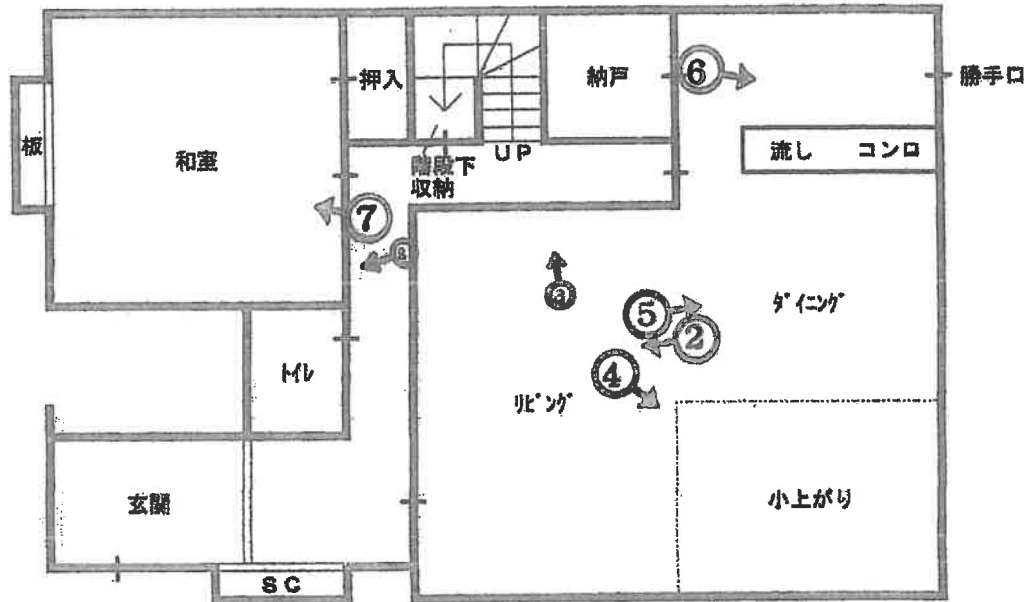 押入
納戸
⑥
勝手口
板
和室
流し コンロ
UP
階段下
収納
⑦
⑧
③
⑤
②
ダイニング
④
トイレ
リビング
玄関
小上がり
SC